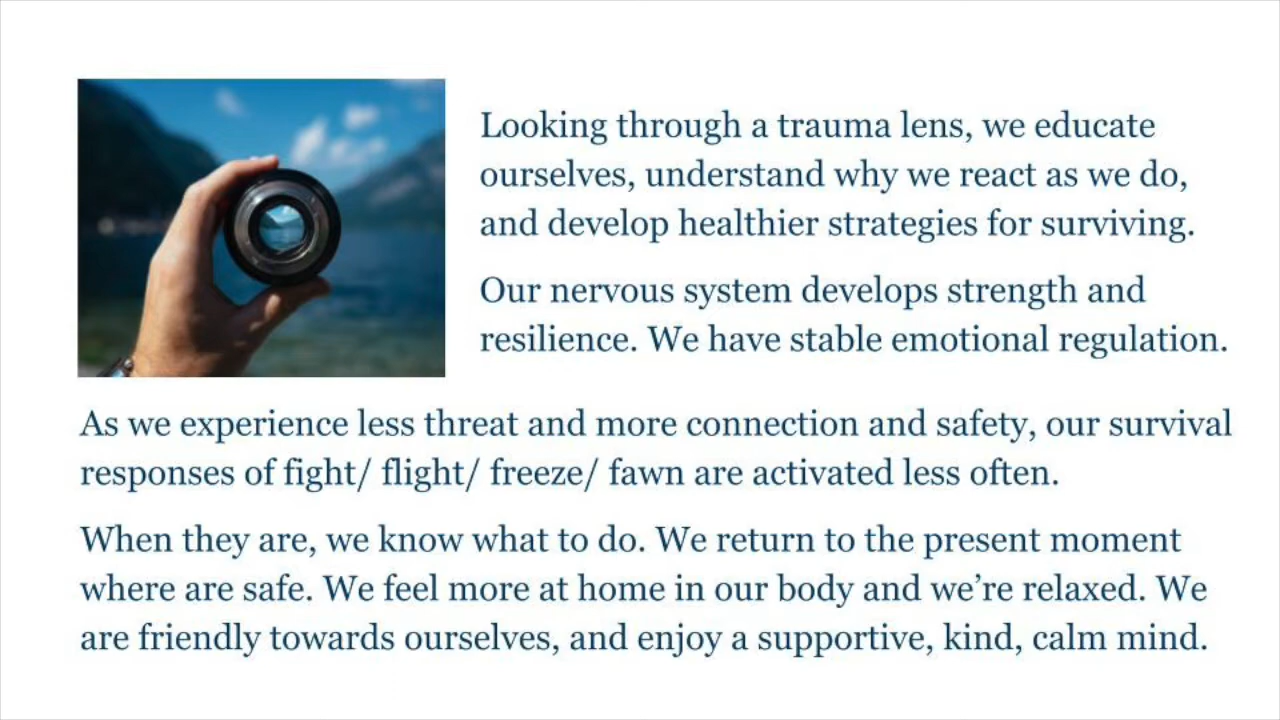 Looking through a trauma lens, we educate
ourselves, understand why we react as we do,
and develop healthier strategies for surviving.
Our nervous system develops strength and
resilience. We have stable emotional regulation.
As we experience less threat and more connection and safety, our survival
responses of fight/ flight/ freeze/ fawn are activated less often.
When they are, we know what to do. We return to the present moment
where are safe. We feel more at home in our body and we’re relaxed. We
are friendly towards ourselves, and enjoy a supportive, kind, calm mind.